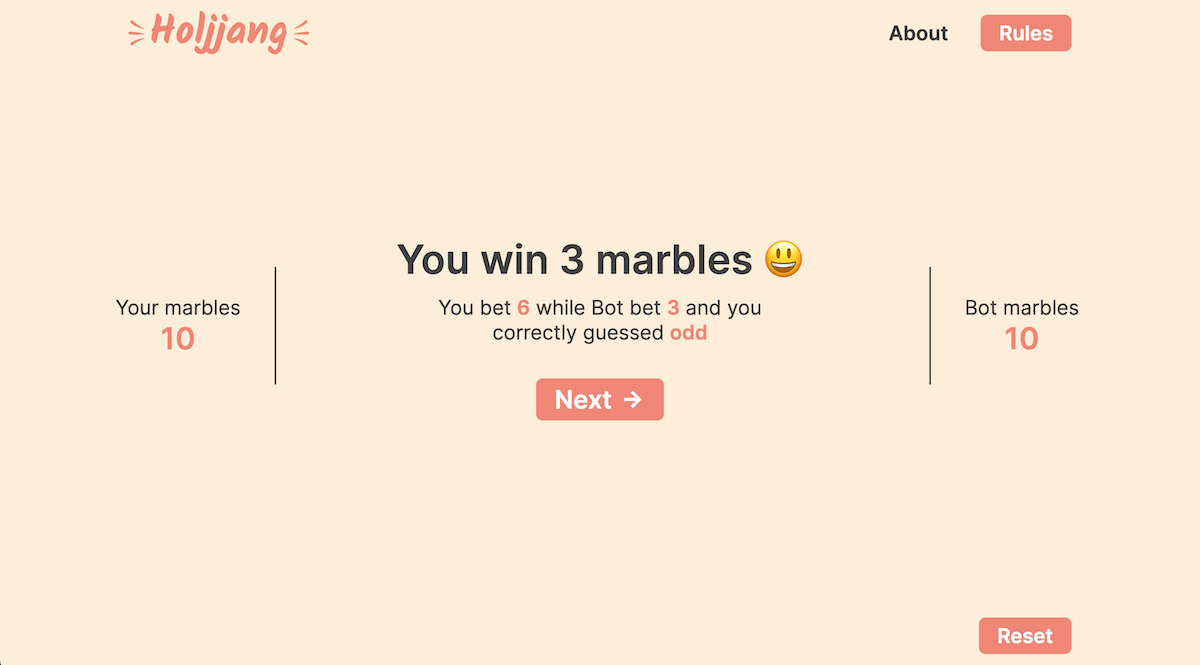 Holjjang
About
Rules
You win 3 marbles 😃
Your marbles
10
You bet 6 while Bot bet 3 and you
correctly guessed odd
Bot marbles
10
Next →
Reset